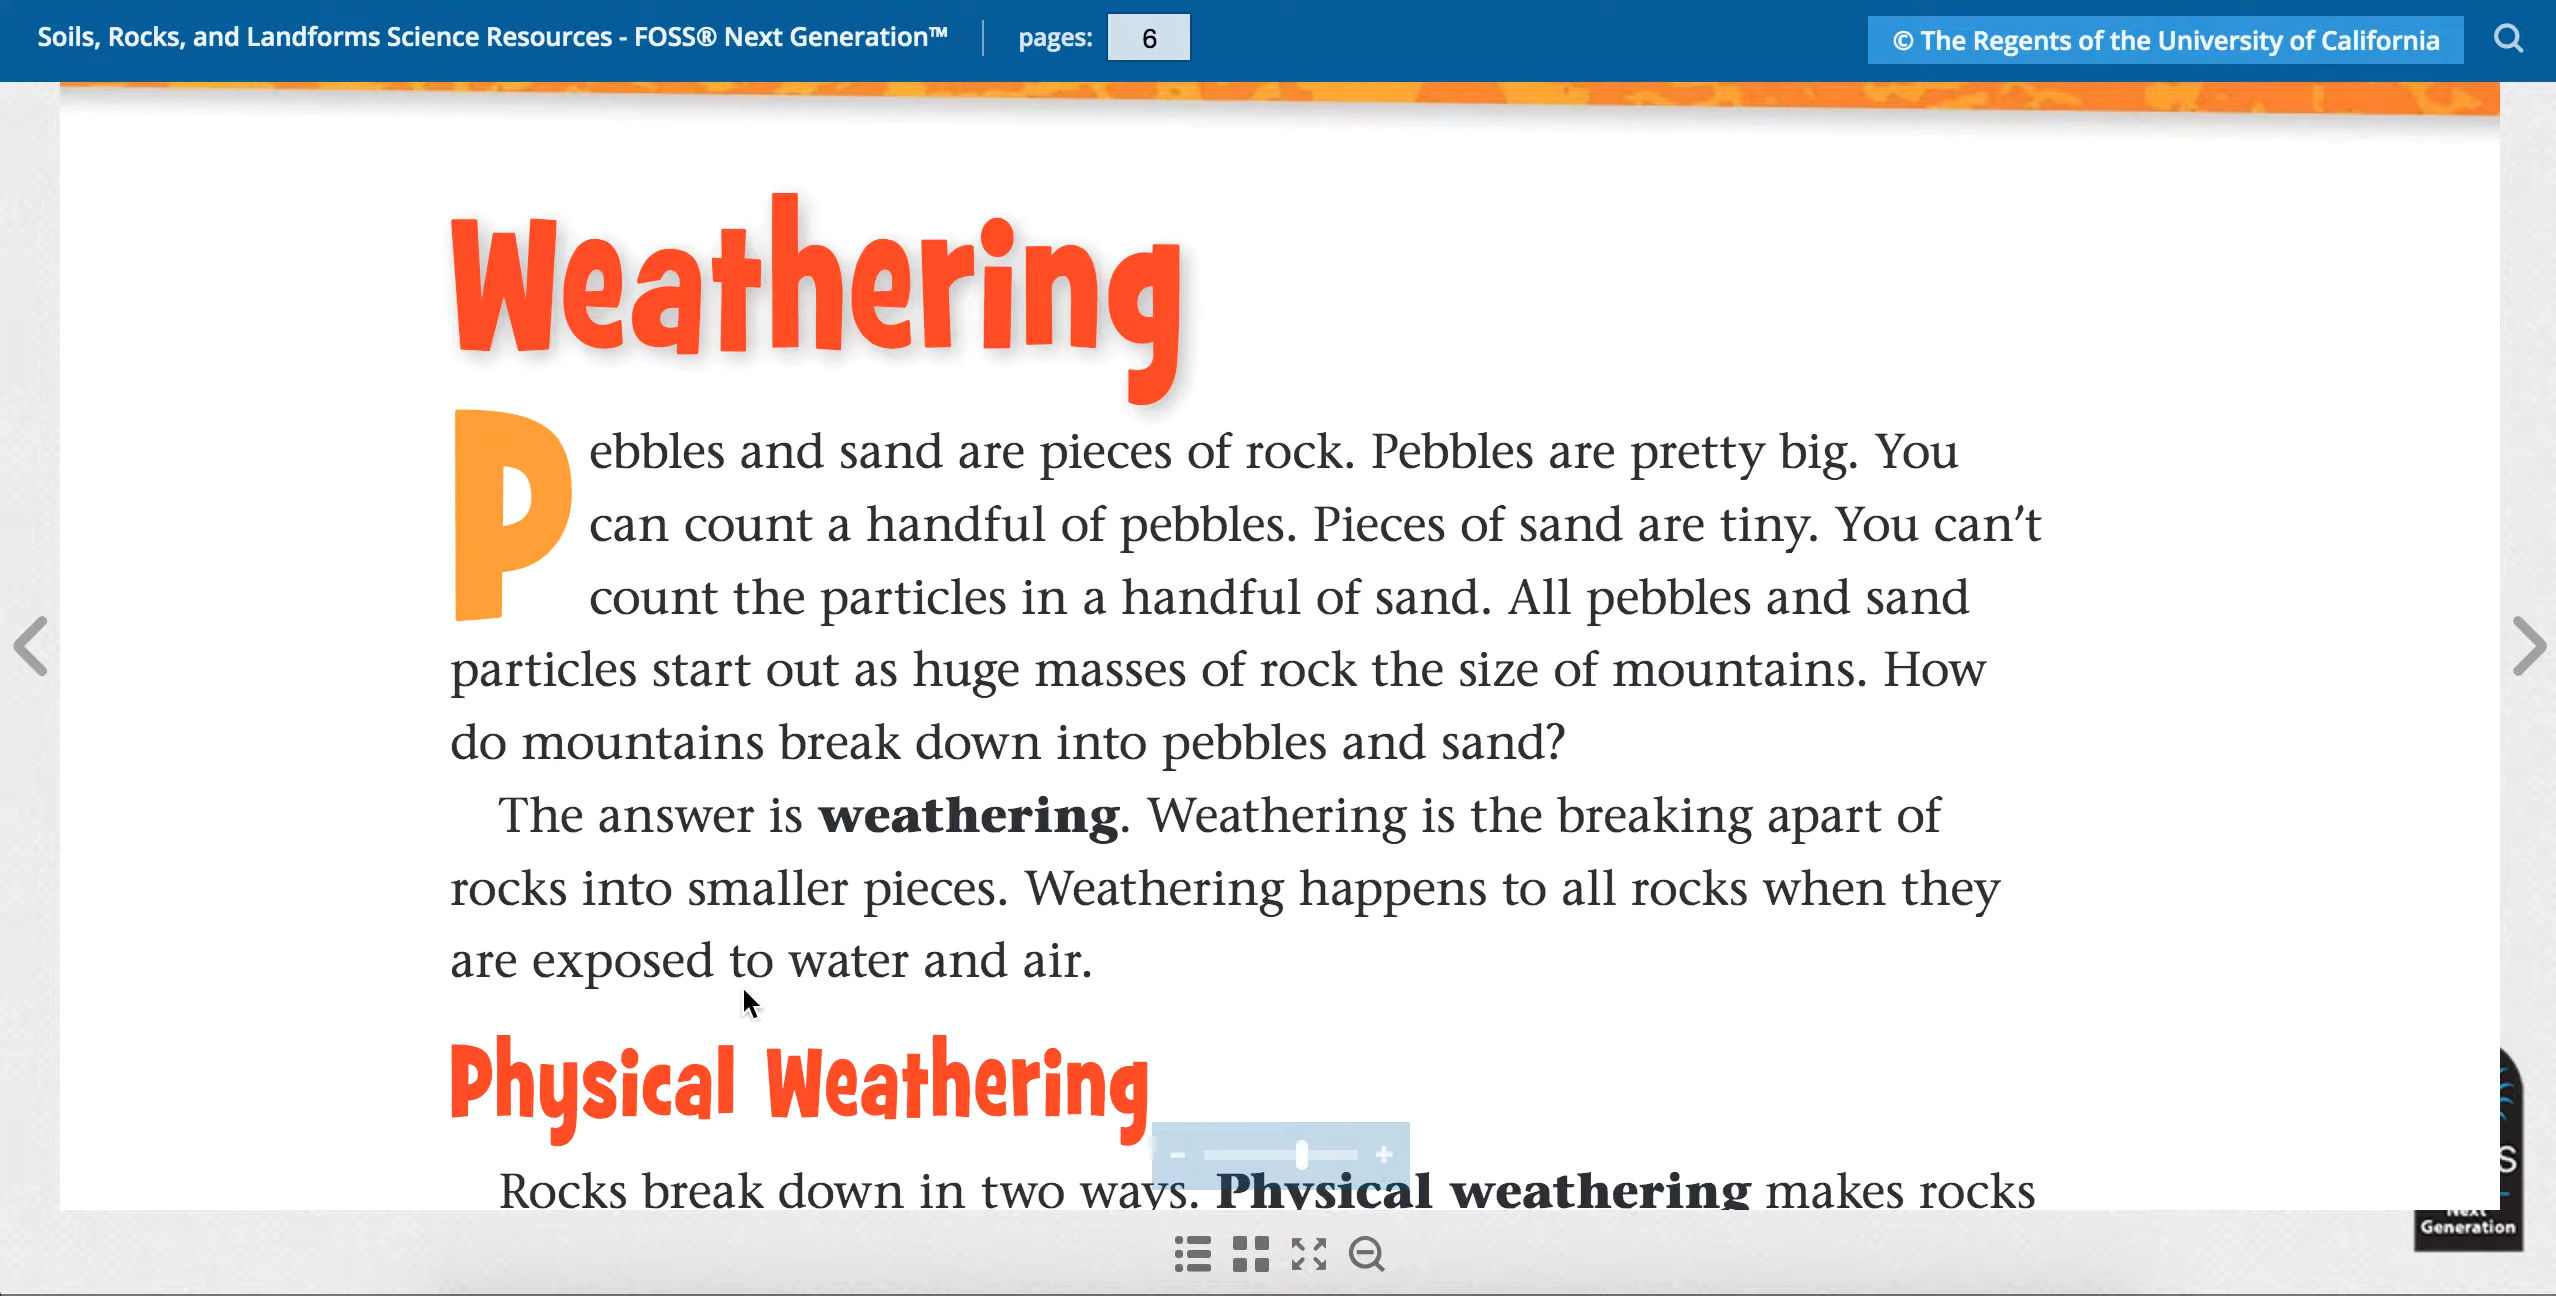 Soils, Rocks, and Landforms Science Resources - FOSS® Next Generation™
pages: 6
© The Regents of the University of California
Weathering
Pebbles and sand are pieces of rock. Pebbles are pretty big. You
can count a handful of pebbles. Pieces of sand are tiny. You can’t
count the particles in a handful of sand. All pebbles and sand
particles start out as huge masses of rock the size of mountains. How
do mountains break down into pebbles and sand?
The answer is weathering. Weathering is the breaking apart of
rocks into smaller pieces. Weathering happens to all rocks when they
are exposed to water and air.
Physical Weathering
Rocks break down in two ways. Physical weathering makes rocks
S
Next
Generation